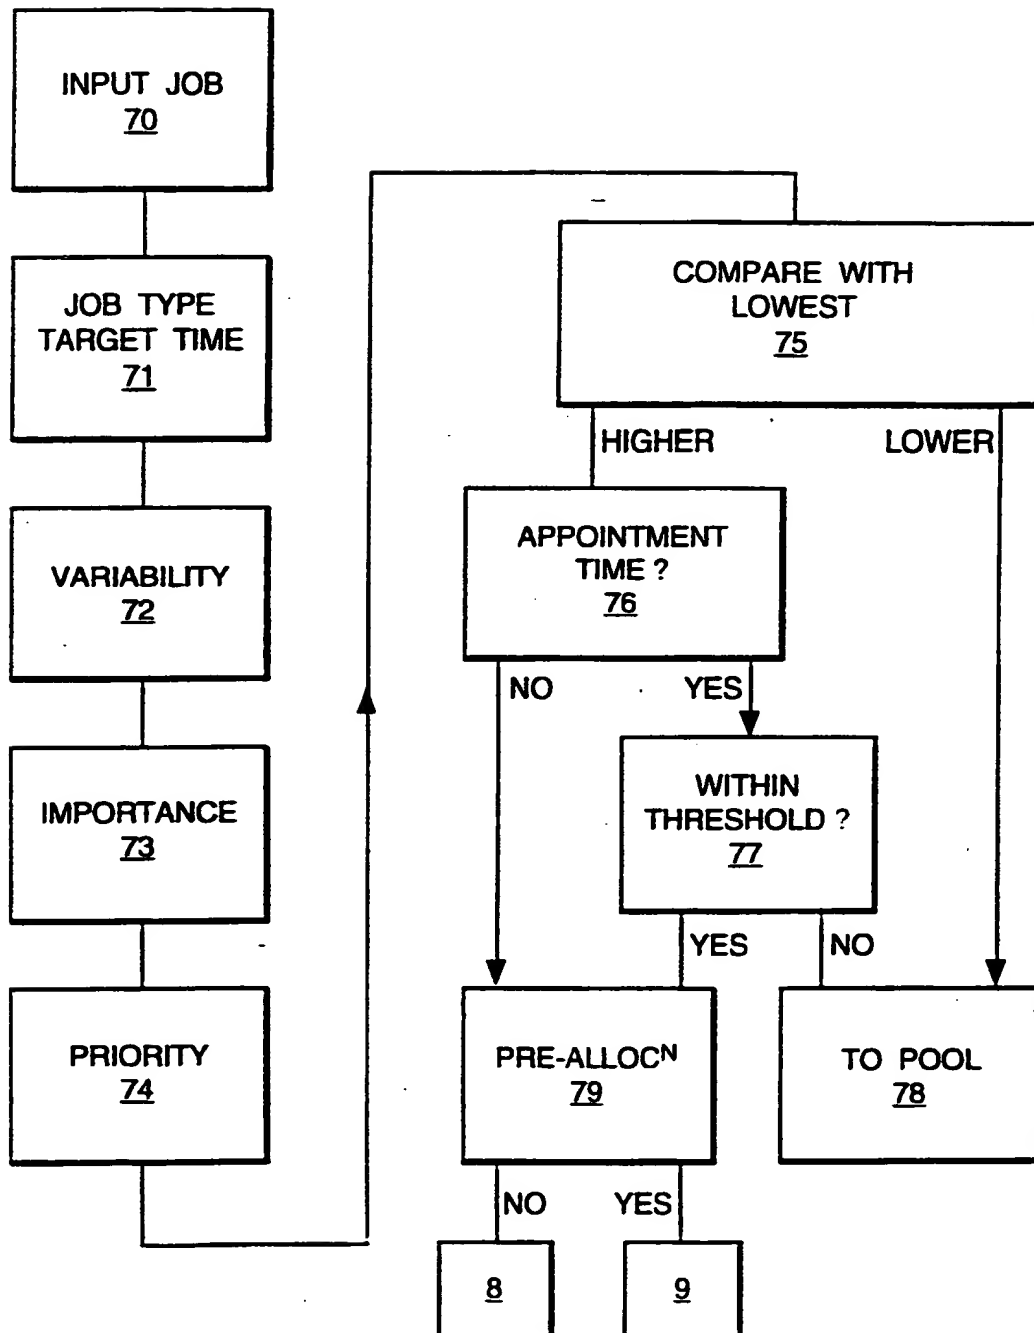 INPUT JOB
70
JOB TYPE
TARGET TIME
71
VARIABILITY
72
IMPORTANCE
73
PRIORITY
74
COMPARE WITH
LOWEST
75
HIGHER
LOWER
APPOINTMENT
TIME ?
76
NO
YES
WITHIN
THRESHOLD ?
77
YES
NO
PRE-ALLOCᴺ
79
TO POOL
78
NO
YES
8
9